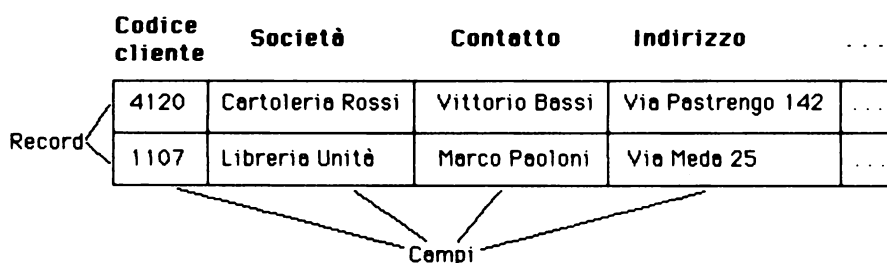 Codice cliente Società Contatto Indirizzo ....
4120 Cartoleria Rossi Vittorio Bassi Via Pastrengo 142 ...
Record
1107 Libreria Unità Marco Paoloni Via Meda 25 ...
Campi